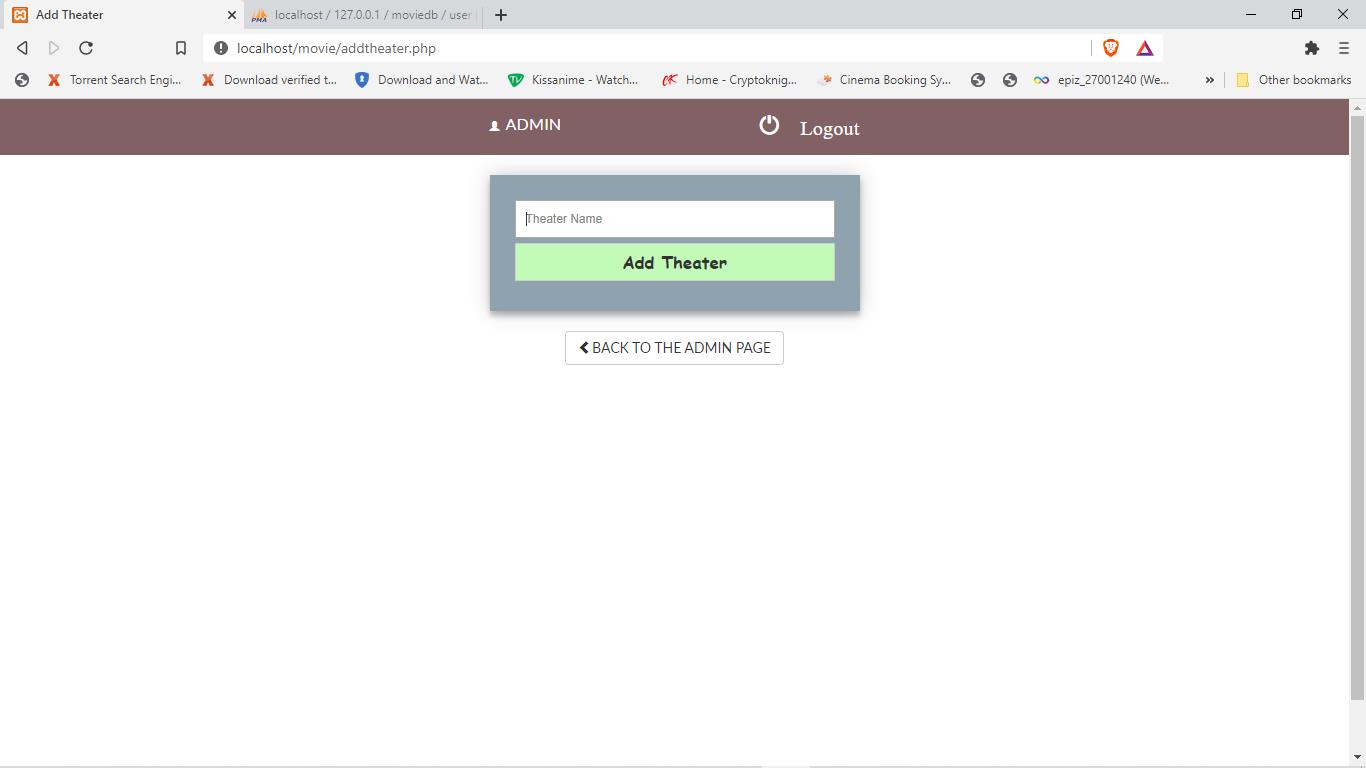 Add Theater
localhost / 127.0.0.1 / moviedb / user
localhost/movie/addtheater.php
Torrent Search Engi...
Download verified t...
Download and Wat...
Kissanime - Watch...
Home - Cryptoknig...
Cinema Booking Sy...
epiz_27001240 (We...
Other bookmarks
ADMIN
Logout
Theater Name
Add Theater
BACK TO THE ADMIN PAGE